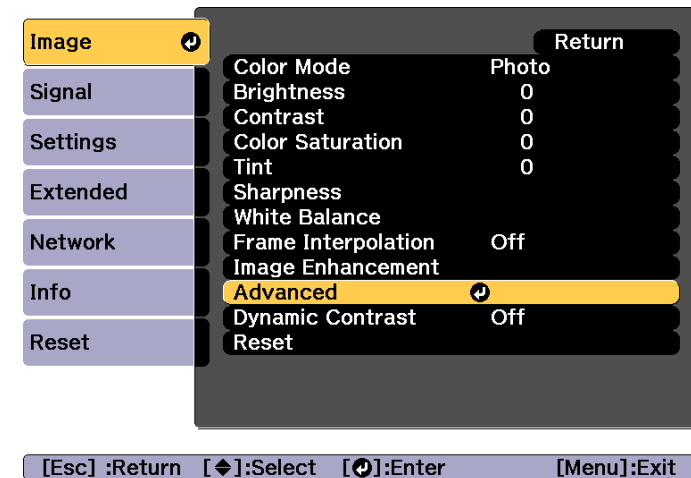 Image
Return
Color Mode Photo
Signal
Brightness 0
Contrast 0
Settings
Color Saturation 0
Tint 0
Extended
Sharpness
White Balance
Network
Frame Interpolation Off
Image Enhancement
Info
Advanced
Dynamic Contrast Off
Reset
Reset
[Esc] :Return [◆]:Select [↵]:Enter [Menu]:Exit